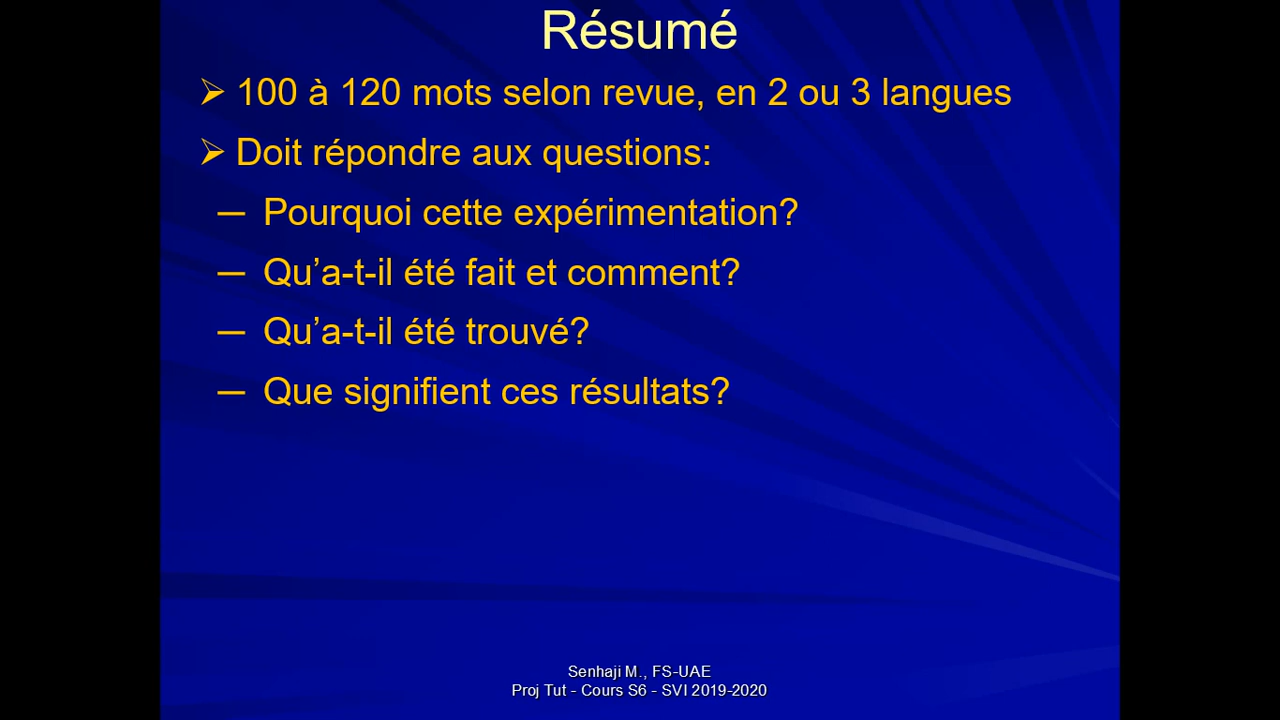 Résumé
➢ 100 à 120 mots selon revue, en 2 ou 3 langues
➢ Doit répondre aux questions:
─ Pourquoi cette expérimentation?
─ Qu’a-t-il été fait et comment?
─ Qu’a-t-il été trouvé?
─ Que signifient ces résultats?
Senhaji M., FS-UAE
Proj Tut - Cours S6 - SVI 2019-2020